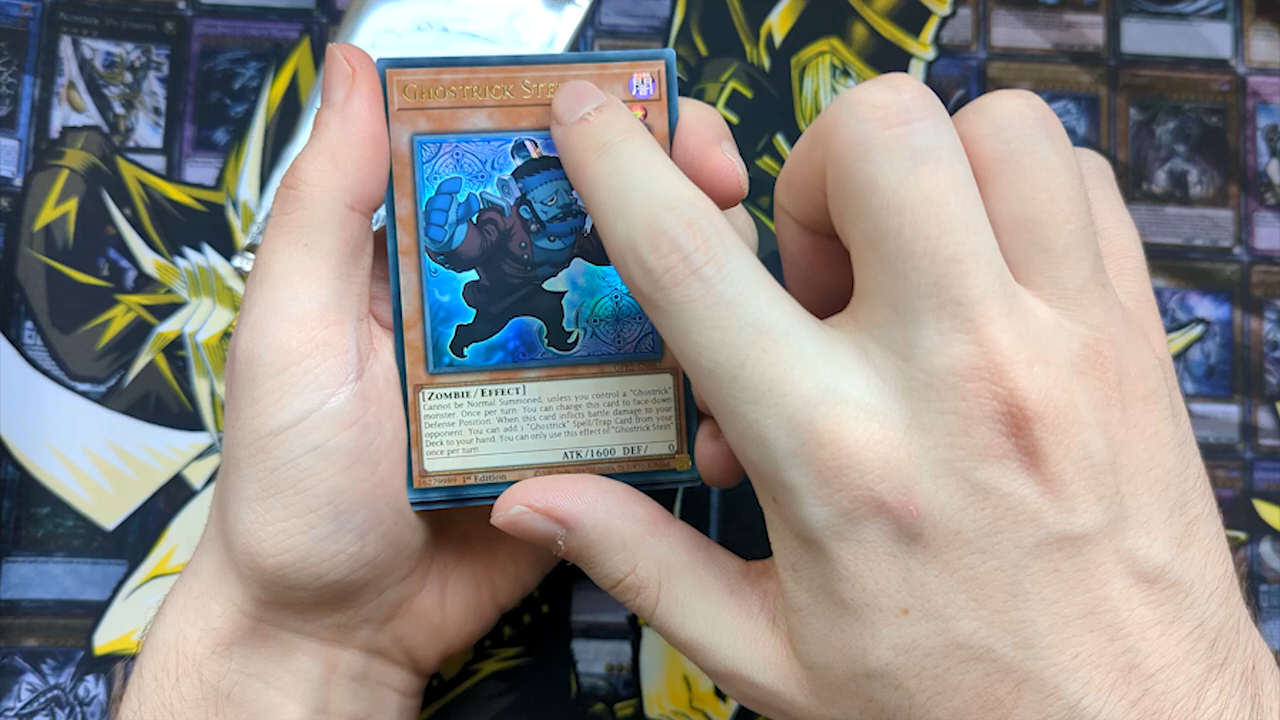 Ghostrick Ste
[Zombie/Effect]
Cannot be Normal Summoned, unless you control a "Ghostrick"
monster. Once per turn: You can change this card to face-down
Defense Position. When this card inflicts battle damage to your
opponent: You can add 1 "Ghostrick" Spell/Trap Card from your
Deck to your hand. You can only use this effect of "Ghostrick Stein"
once per turn.
ATK/1600 DEF/ 0
16279989 1st Edition